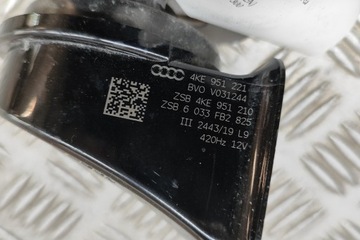 4KE 951 221
BVO V031244
ZSB 4KE 951 210
ZSB 6 033 FB2 825
III 2443/19 L9
420Hz 12V